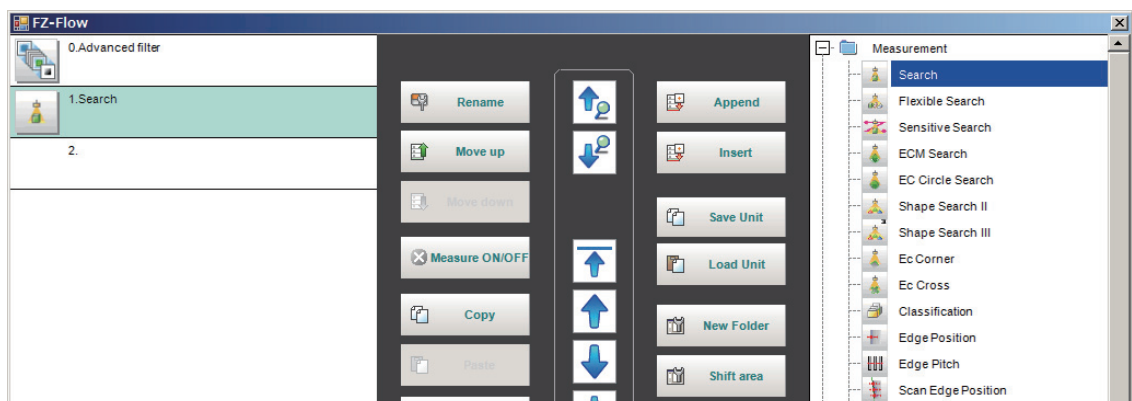 FZ-Flow
0.Advanced filter
1.Search
2.
Rename
Move up
Move down
Measure ON/OFF
Copy
Paste
Append
Insert
Save Unit
Load Unit
New Folder
Shift area
Measurement
Search
Flexible Search
Sensitive Search
ECM Search
EC Circle Search
Shape Search II
Shape Search III
Ec Corner
Ec Cross
Classification
Edge Position
Edge Pitch
Scan Edge Position